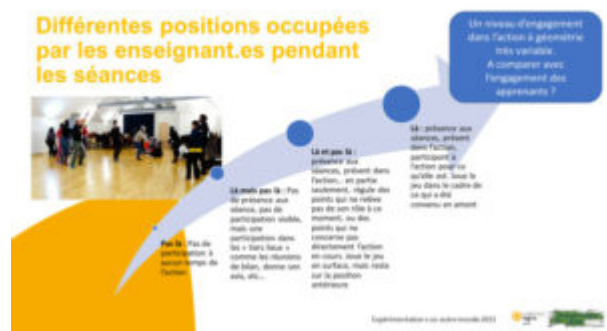 Différentes positions occupées
par les enseignant.es pendant
les séances
Un niveau d'engagement
dans l'action à géométrie
très variable.
A comparer avec
l'engagement des
apprenants ?
Pas là : Pas de
participation à
aucun temps de
l'action
Là mais pas là : Pas
de présence aux
séance, pas de
participation visible,
mais une
participation dans
les « tiers lieux »
comme les réunions
de bilan, donne son
avis, etc…
Là et pas là :
présence aux
séances, présent dans
l'action,… en partie
seulement, régule des
points qui ne relève
pas de son rôle à ce
moment, ou des
points qui ne
concerne pas
directement l'action
en cours. Joue le jeu
en surface, mais reste
sur la position
antérieure
Là : présence aux
séances, présent
dans l'action,
participant à
l'action pour ce
qu'elle est. Joue le
jeu dans le cadre de
ce qui a été
convenu en amont
Expérimentation « un autre monde 2023